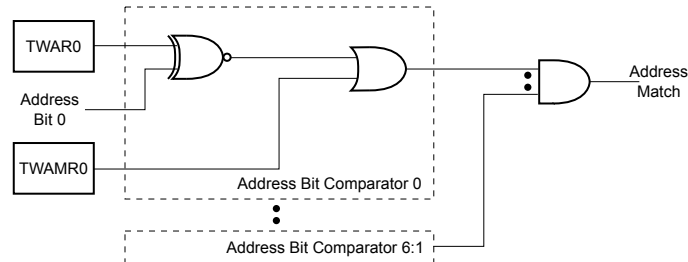 TWAR0
Address
Bit 0
TWAMR0
Address Bit Comparator 0
Address
Match
Address Bit Comparator 6:1